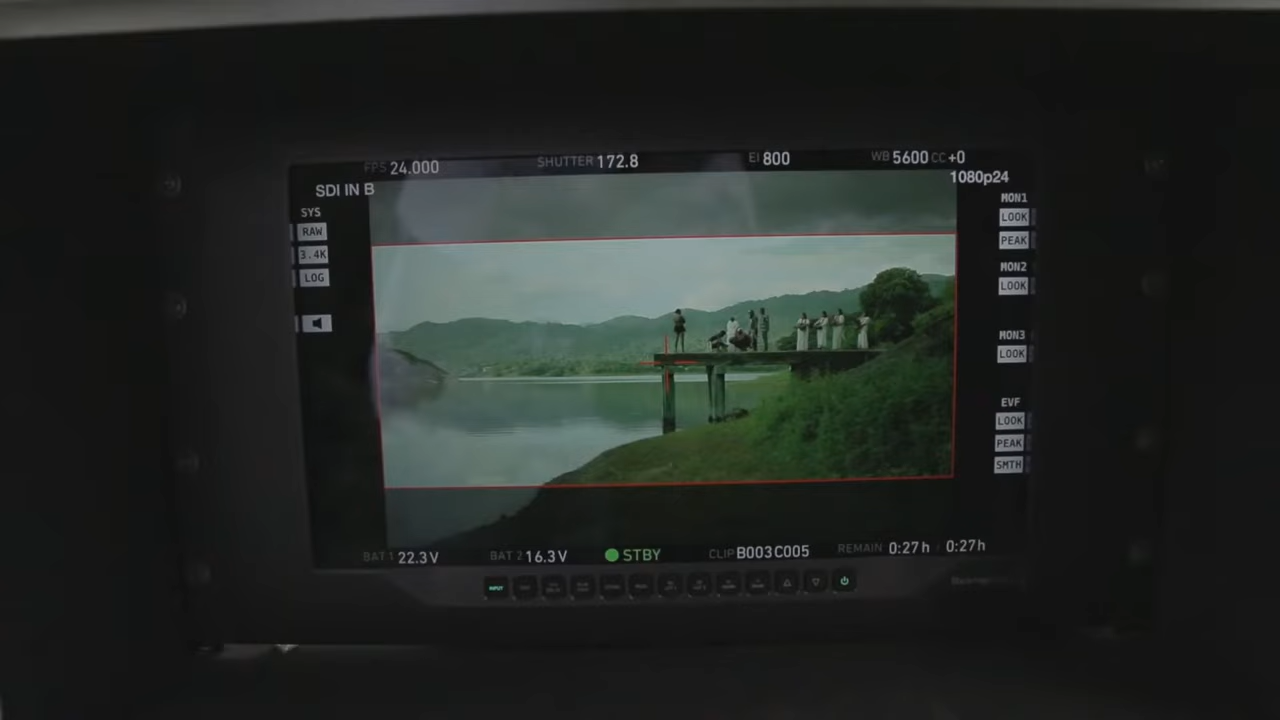 FPS 24.000 SHUTTER 172.8 EI 800 WB 5600 CC +0
SDI IN B
1080p24
SYS
RAW
3.4K
LOG
MON1
LOOK
PEAK
MON2
LOOK
MON3
LOOK
EVF
LOOK
PEAK
SMTH
BAT 1 22.3V BAT 2 16.3V STBY CLIP B003C005 REMAIN 0:27h 0:27h
INPUT